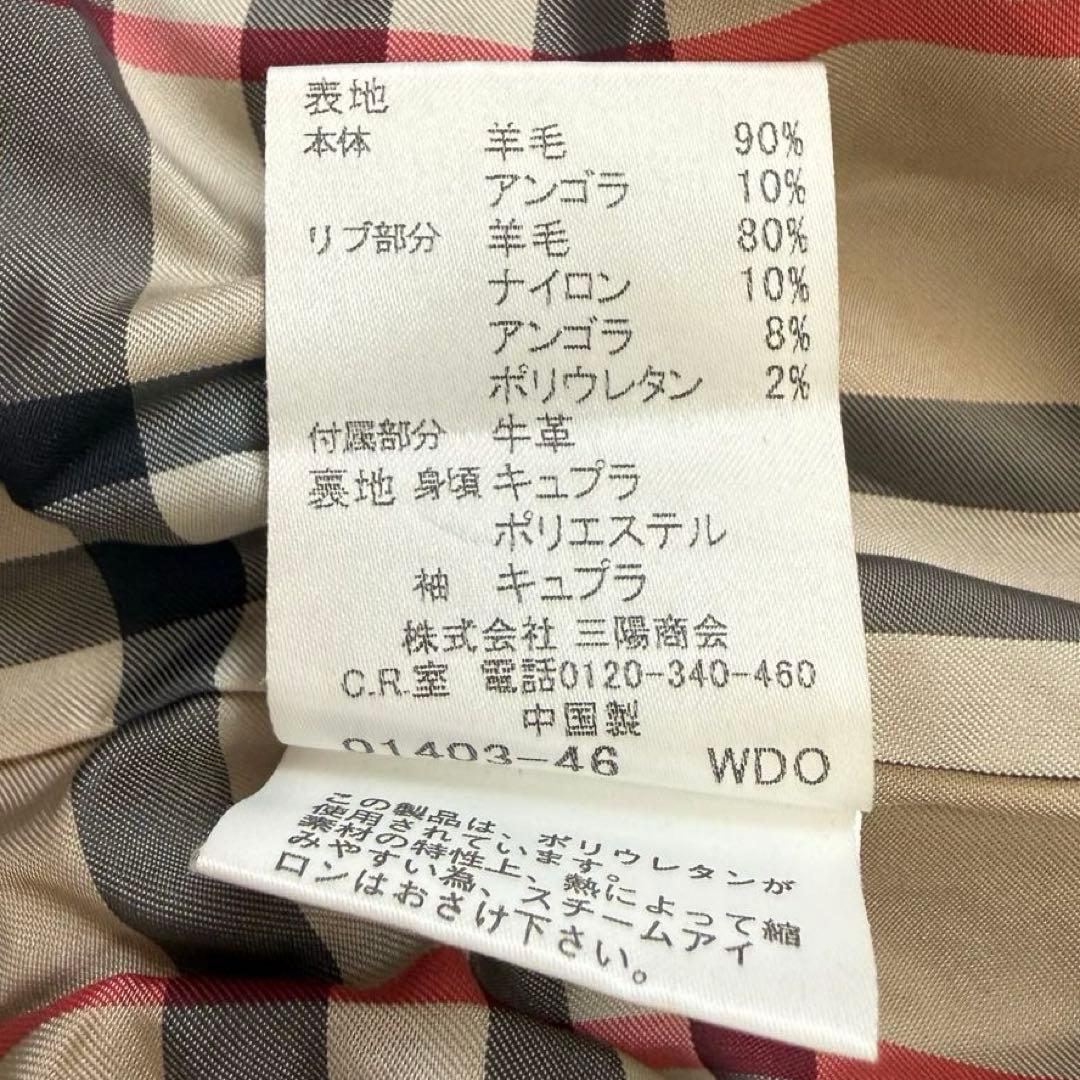 表地
本体 羊毛 90%
アンゴラ 10%
リブ部分 羊毛 80%
ナイロン 10%
アンゴラ 8%
ポリウレタン 2%
付属部分 牛革
裏地 身頃 キュプラ
ポリエステル
袖 キュプラ
株式会社 三陽商会
C.R.室 電話0120-340-460
中国製
01403-46 WDO
この製品は、ポリウレタンが
使用されています。
素材の特性上、熱によって縮
みやすい為、スチームアイ
ロンはおさけ下さい。